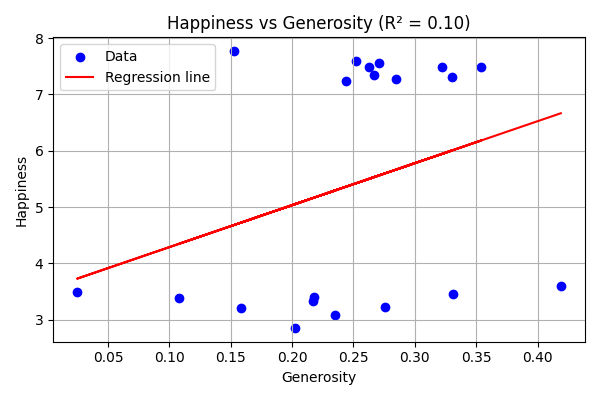 Happiness vs Generosity (R² = 0.10)
Data
Regression line
8
7
6
5
4
3
Happiness
0.05 0.10 0.15 0.20 0.25 0.30 0.35 0.40
Generosity